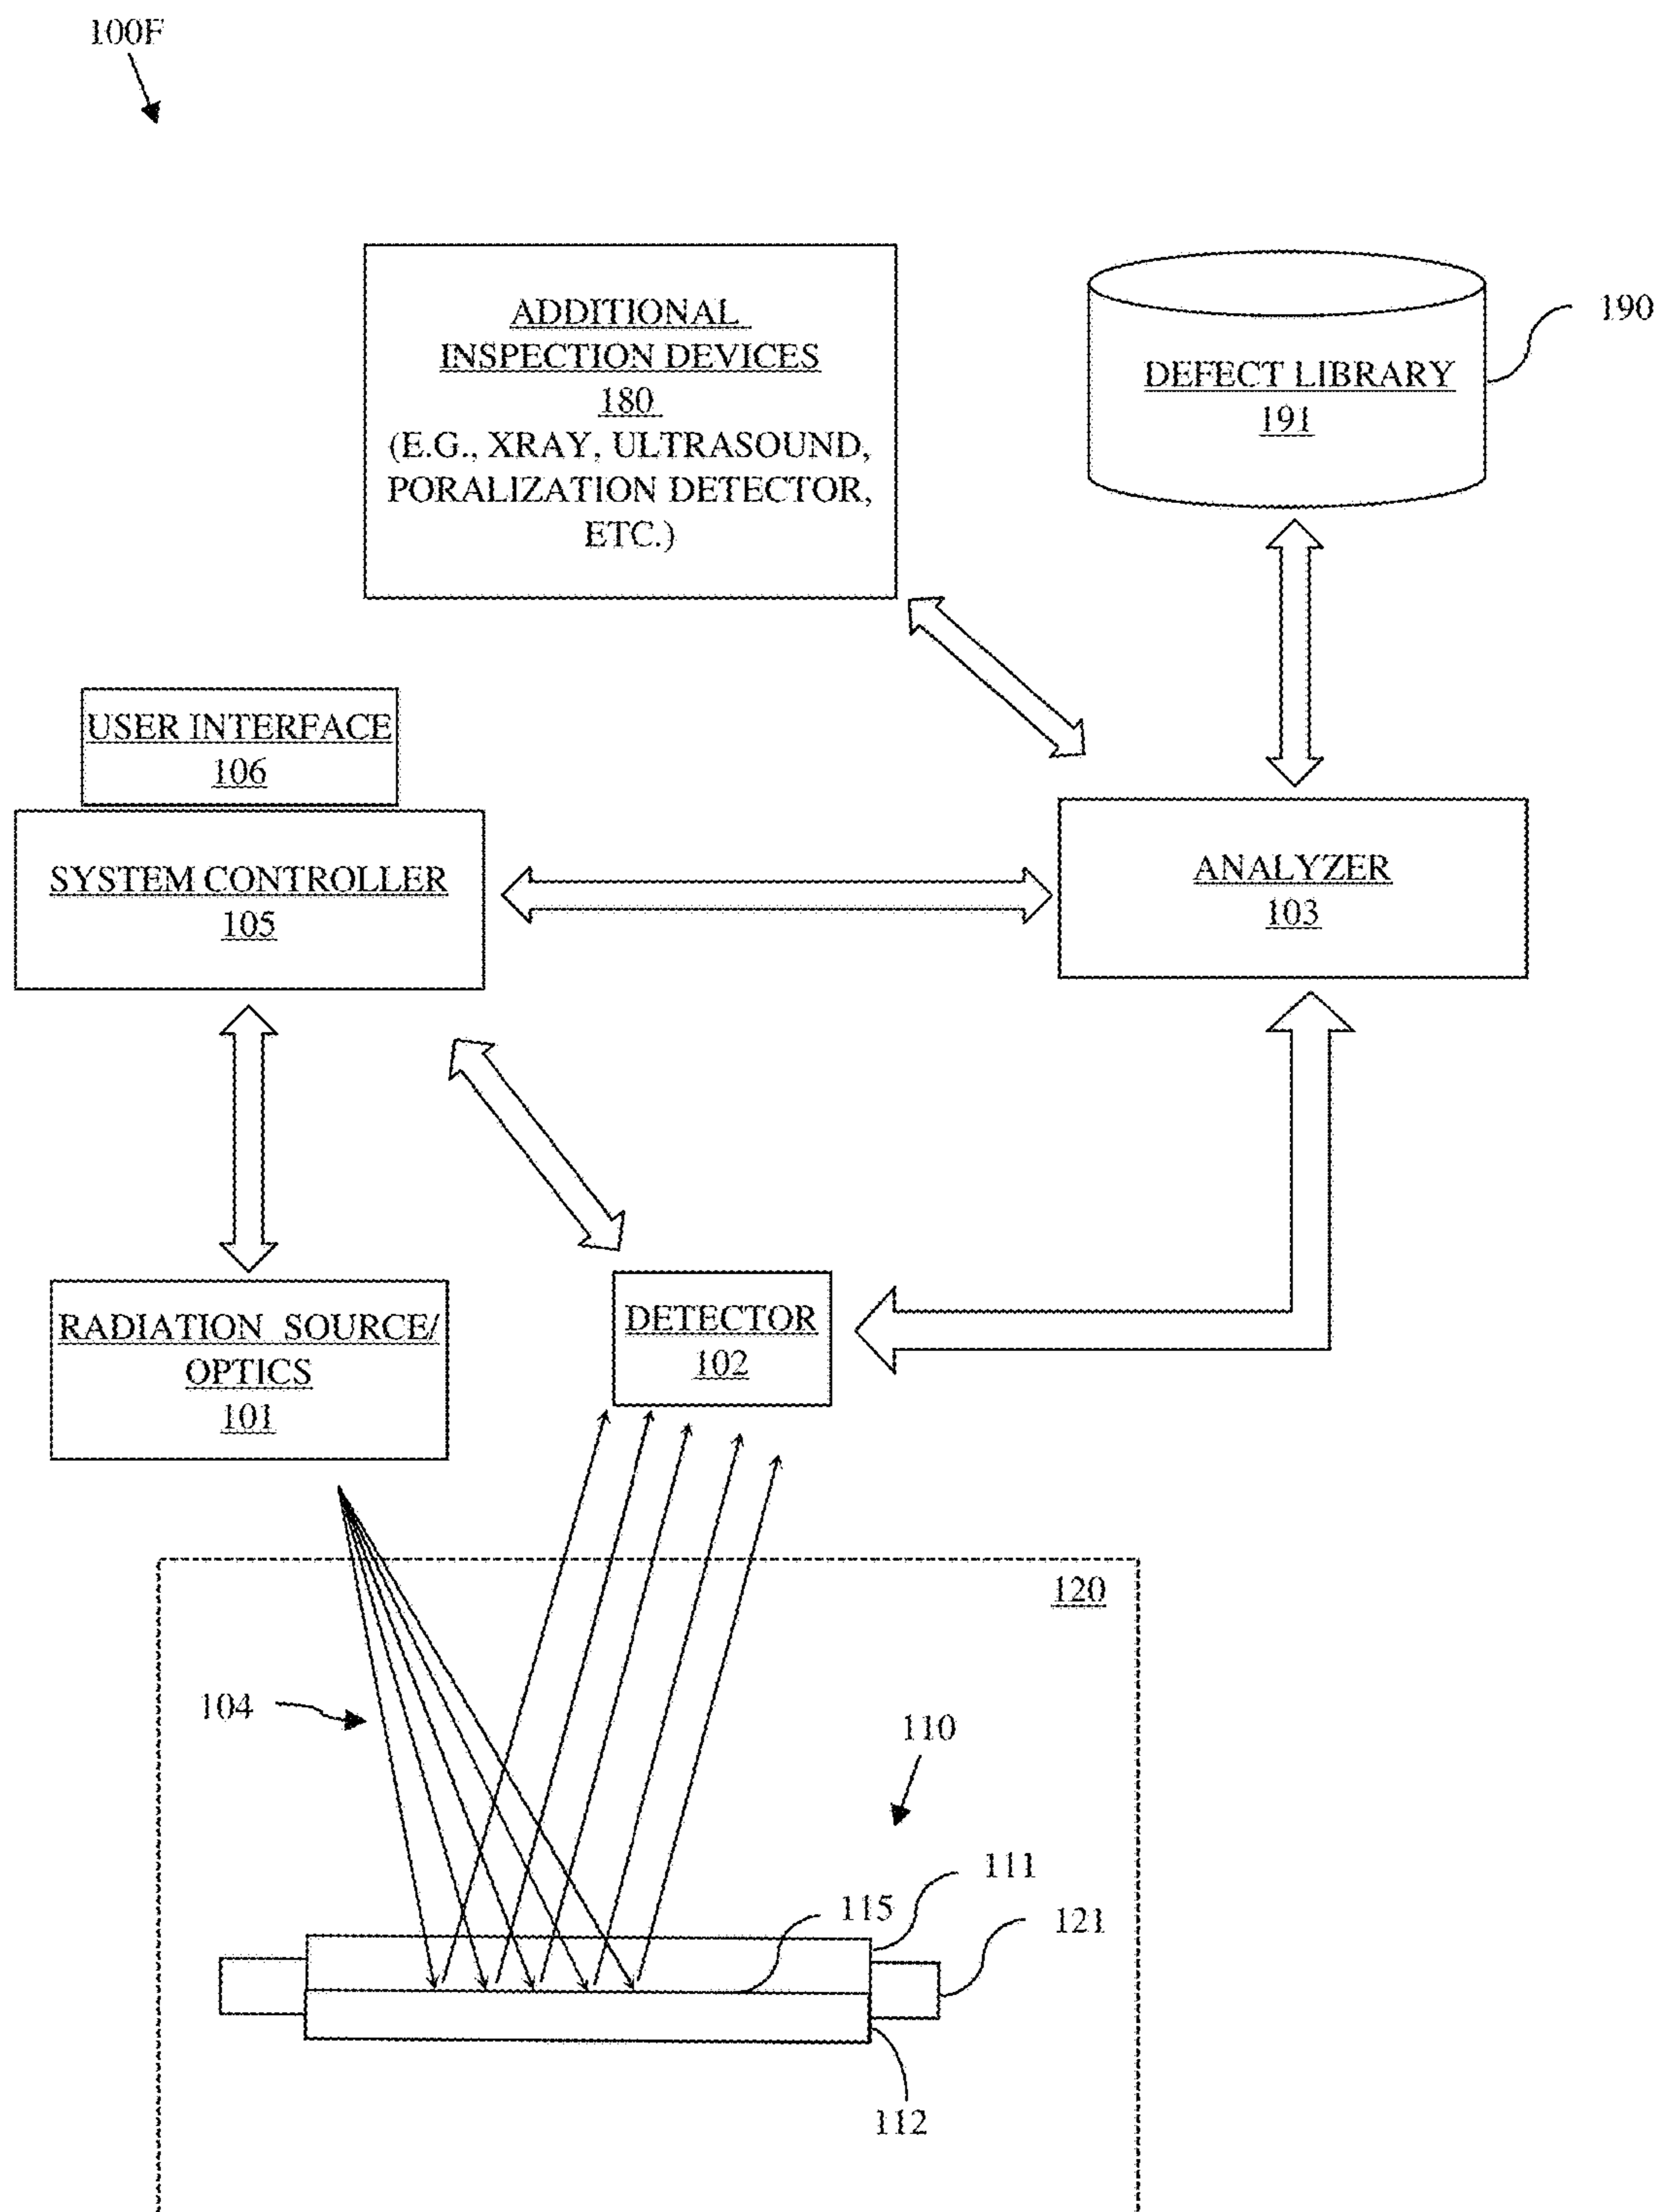 100F
ADDITIONAL
INSPECTION DEVICES
180
(E.G., XRAY, ULTRASOUND,
PORALIZATION DETECTOR,
ETC.)
DEFECT LIBRARY
191
190
USER INTERFACE
106
SYSTEM CONTROLLER
105
ANALYZER
103
RADIATION SOURCE/
OPTICS
101
DETECTOR
102
120
104
110
111
115
121
112